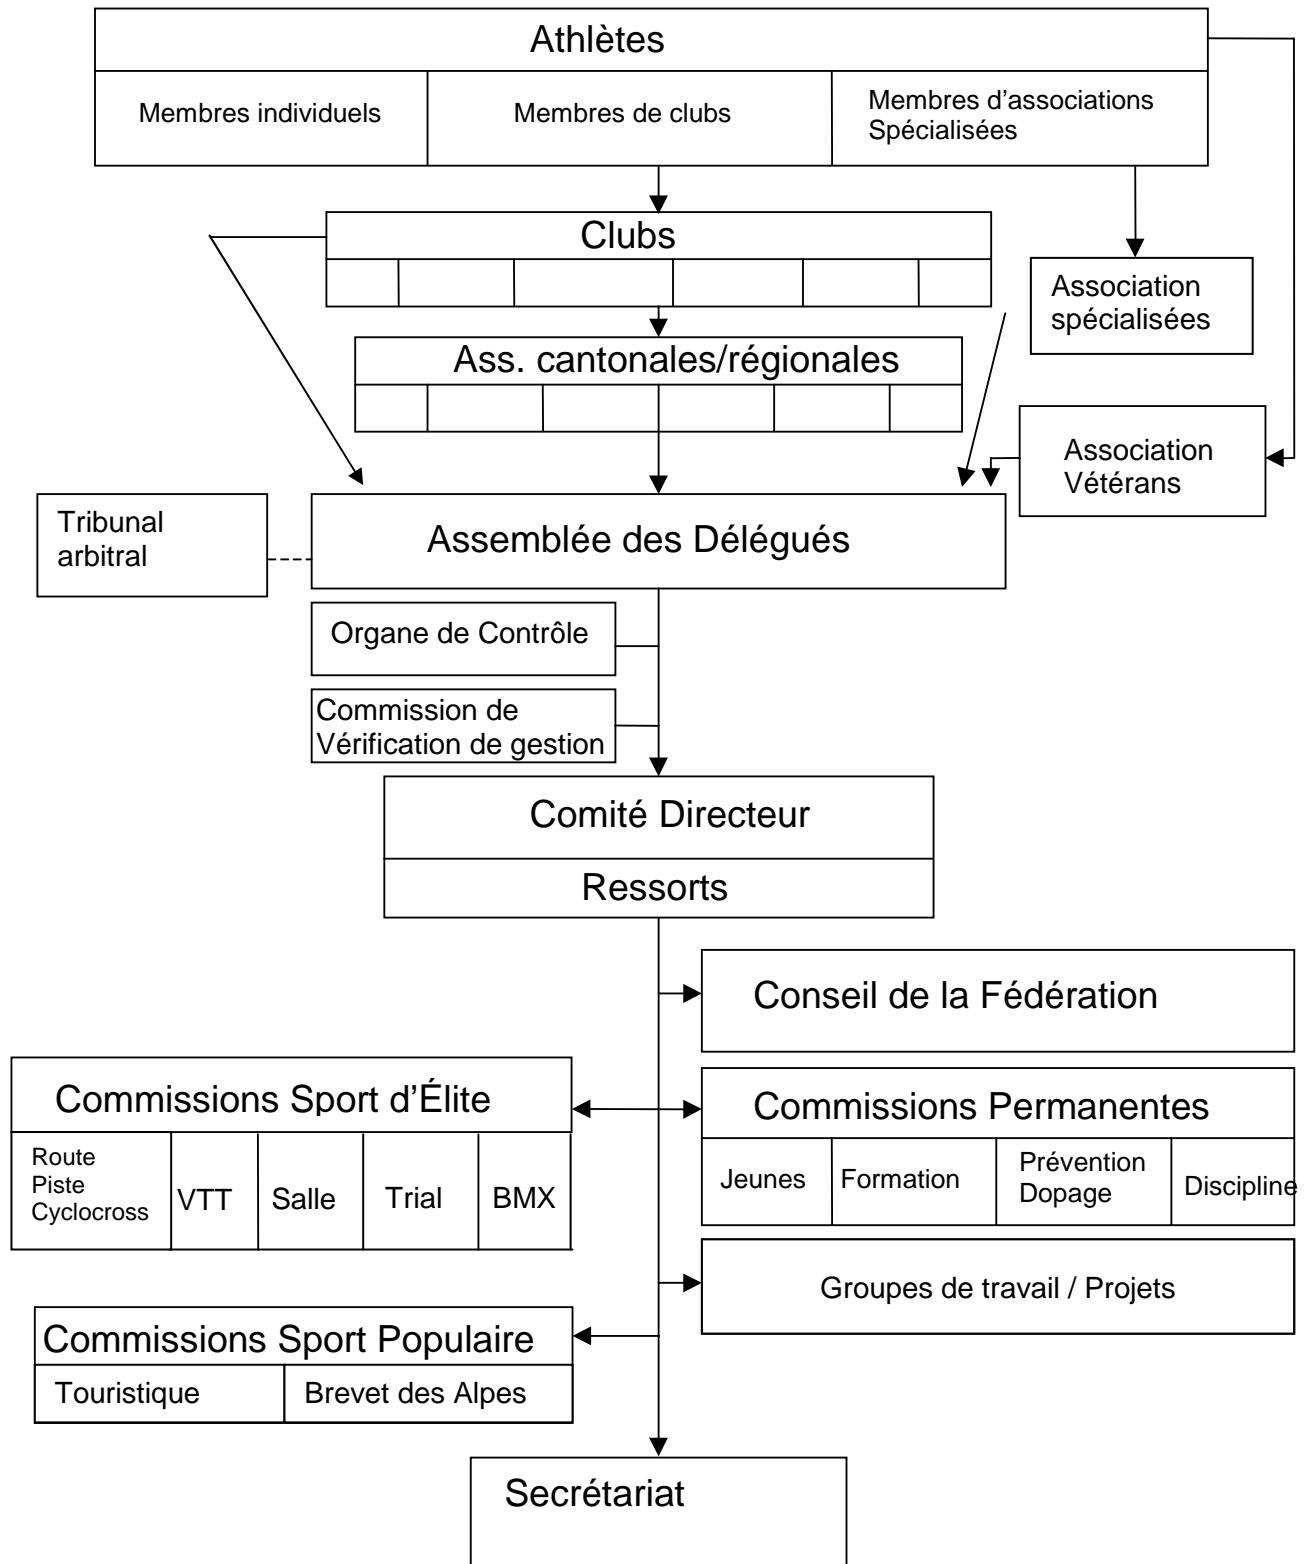 Athlètes
Membres individuels
Membres de clubs
Membres d'associations
Spécialisées
Clubs
Association
spécialisées
Ass. cantonales/régionales
Association
Vétérans
Tribunal
arbitral
Assemblée des Délégués
Organe de Contrôle
Commission de
Vérification de gestion
Comité Directeur
Ressorts
Conseil de la Fédération
Commissions Sport d'Élite
Route
Piste
Cyclocross
VTT
Salle
Trial
BMX
Commissions Permanentes
Jeunes
Formation
Prévention
Dopage
Discipline
Groupes de travail / Projets
Commissions Sport Populaire
Touristique
Brevet des Alpes
Secrétariat